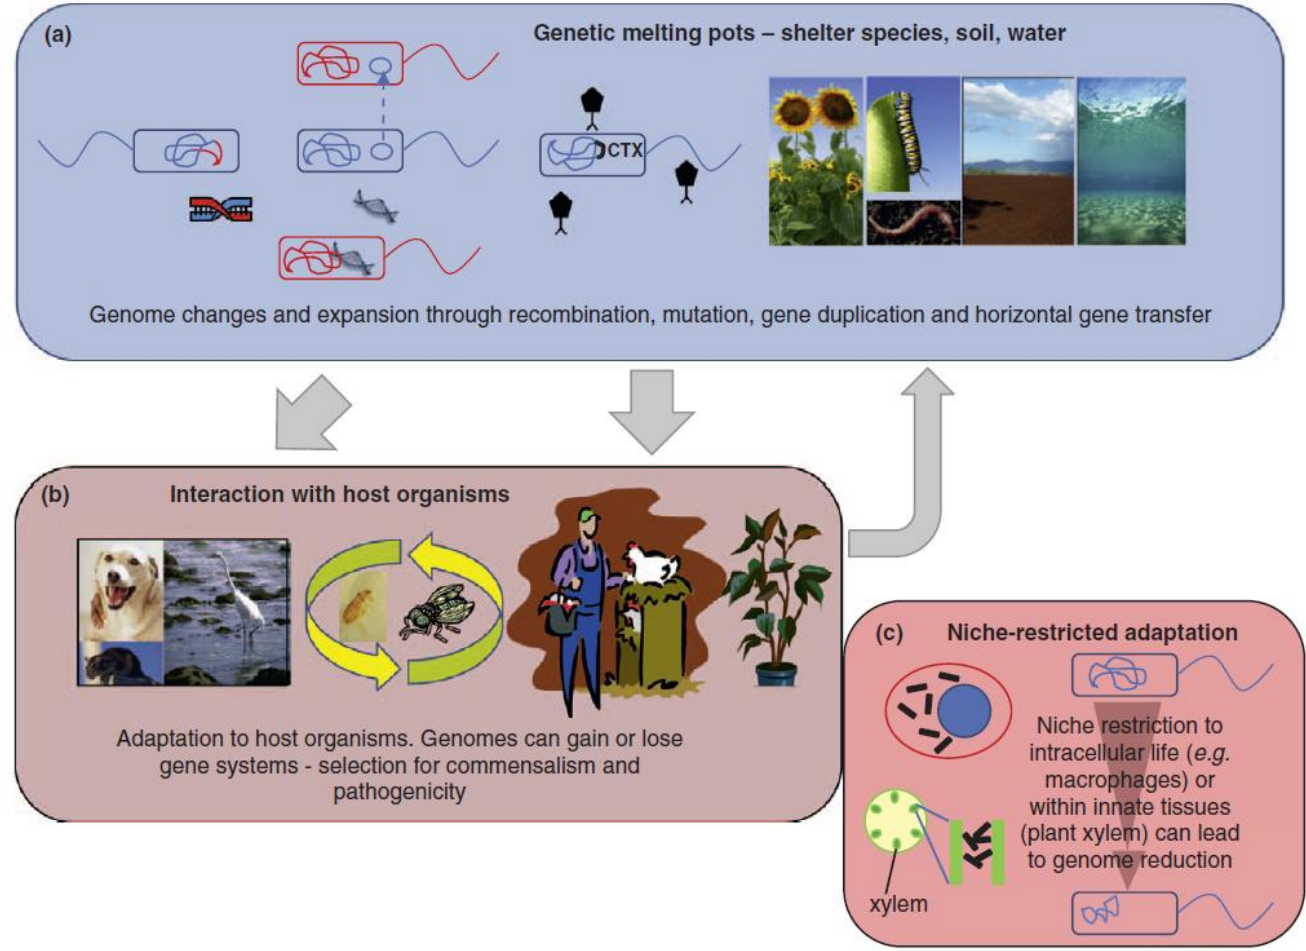 (a)
Genetic melting pots – shelter species, soil, water
CTX
Genome changes and expansion through recombination, mutation, gene duplication and horizontal gene transfer
(b)
Interaction with host organisms
Adaptation to host organisms. Genomes can gain or lose
gene systems - selection for commensalism and
pathogenicity
(c)
Niche-restricted adaptation
Niche restriction to
intracellular life (e.g.
macrophages) or
within innate tissues
(plant xylem) can lead
to genome reduction
xylem